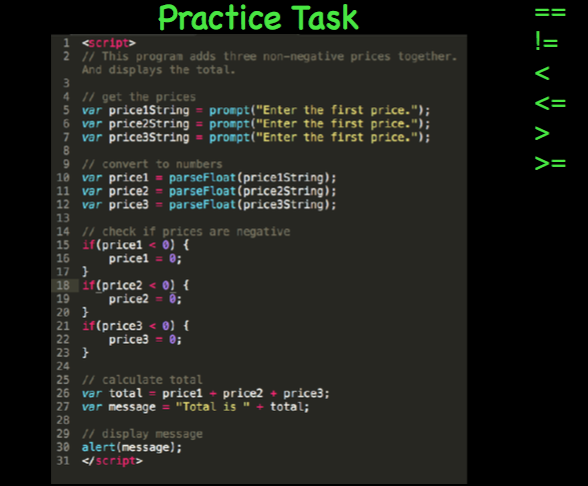 Practice Task
1 <script>
2 // This program adds three non-negative prices together.
And displays the total.
3
4 // get the prices
5 var price1String = prompt("Enter the first price.");
6 var price2String = prompt("Enter the first price.");
7 var price3String = prompt("Enter the first price.");
8
9 // convert to numbers
10 var price1 = parseFloat(price1String);
11 var price2 = parseFloat(price2String);
12 var price3 = parseFloat(price3String);
13
14 // check if prices are negative
15 if(price1 < 0) {
16 price1 = 0;
17 }
18 if(price2 < 0) {
19 price2 = 0;
20 }
21 if(price3 < 0) {
22 price3 = 0;
23 }
24
25 // calculate total
26 var total = price1 + price2 + price3;
27 var message = "Total is " + total;
28
29 // display message
30 alert(message);
31 </script>
==
!=
<
<=
>
>=